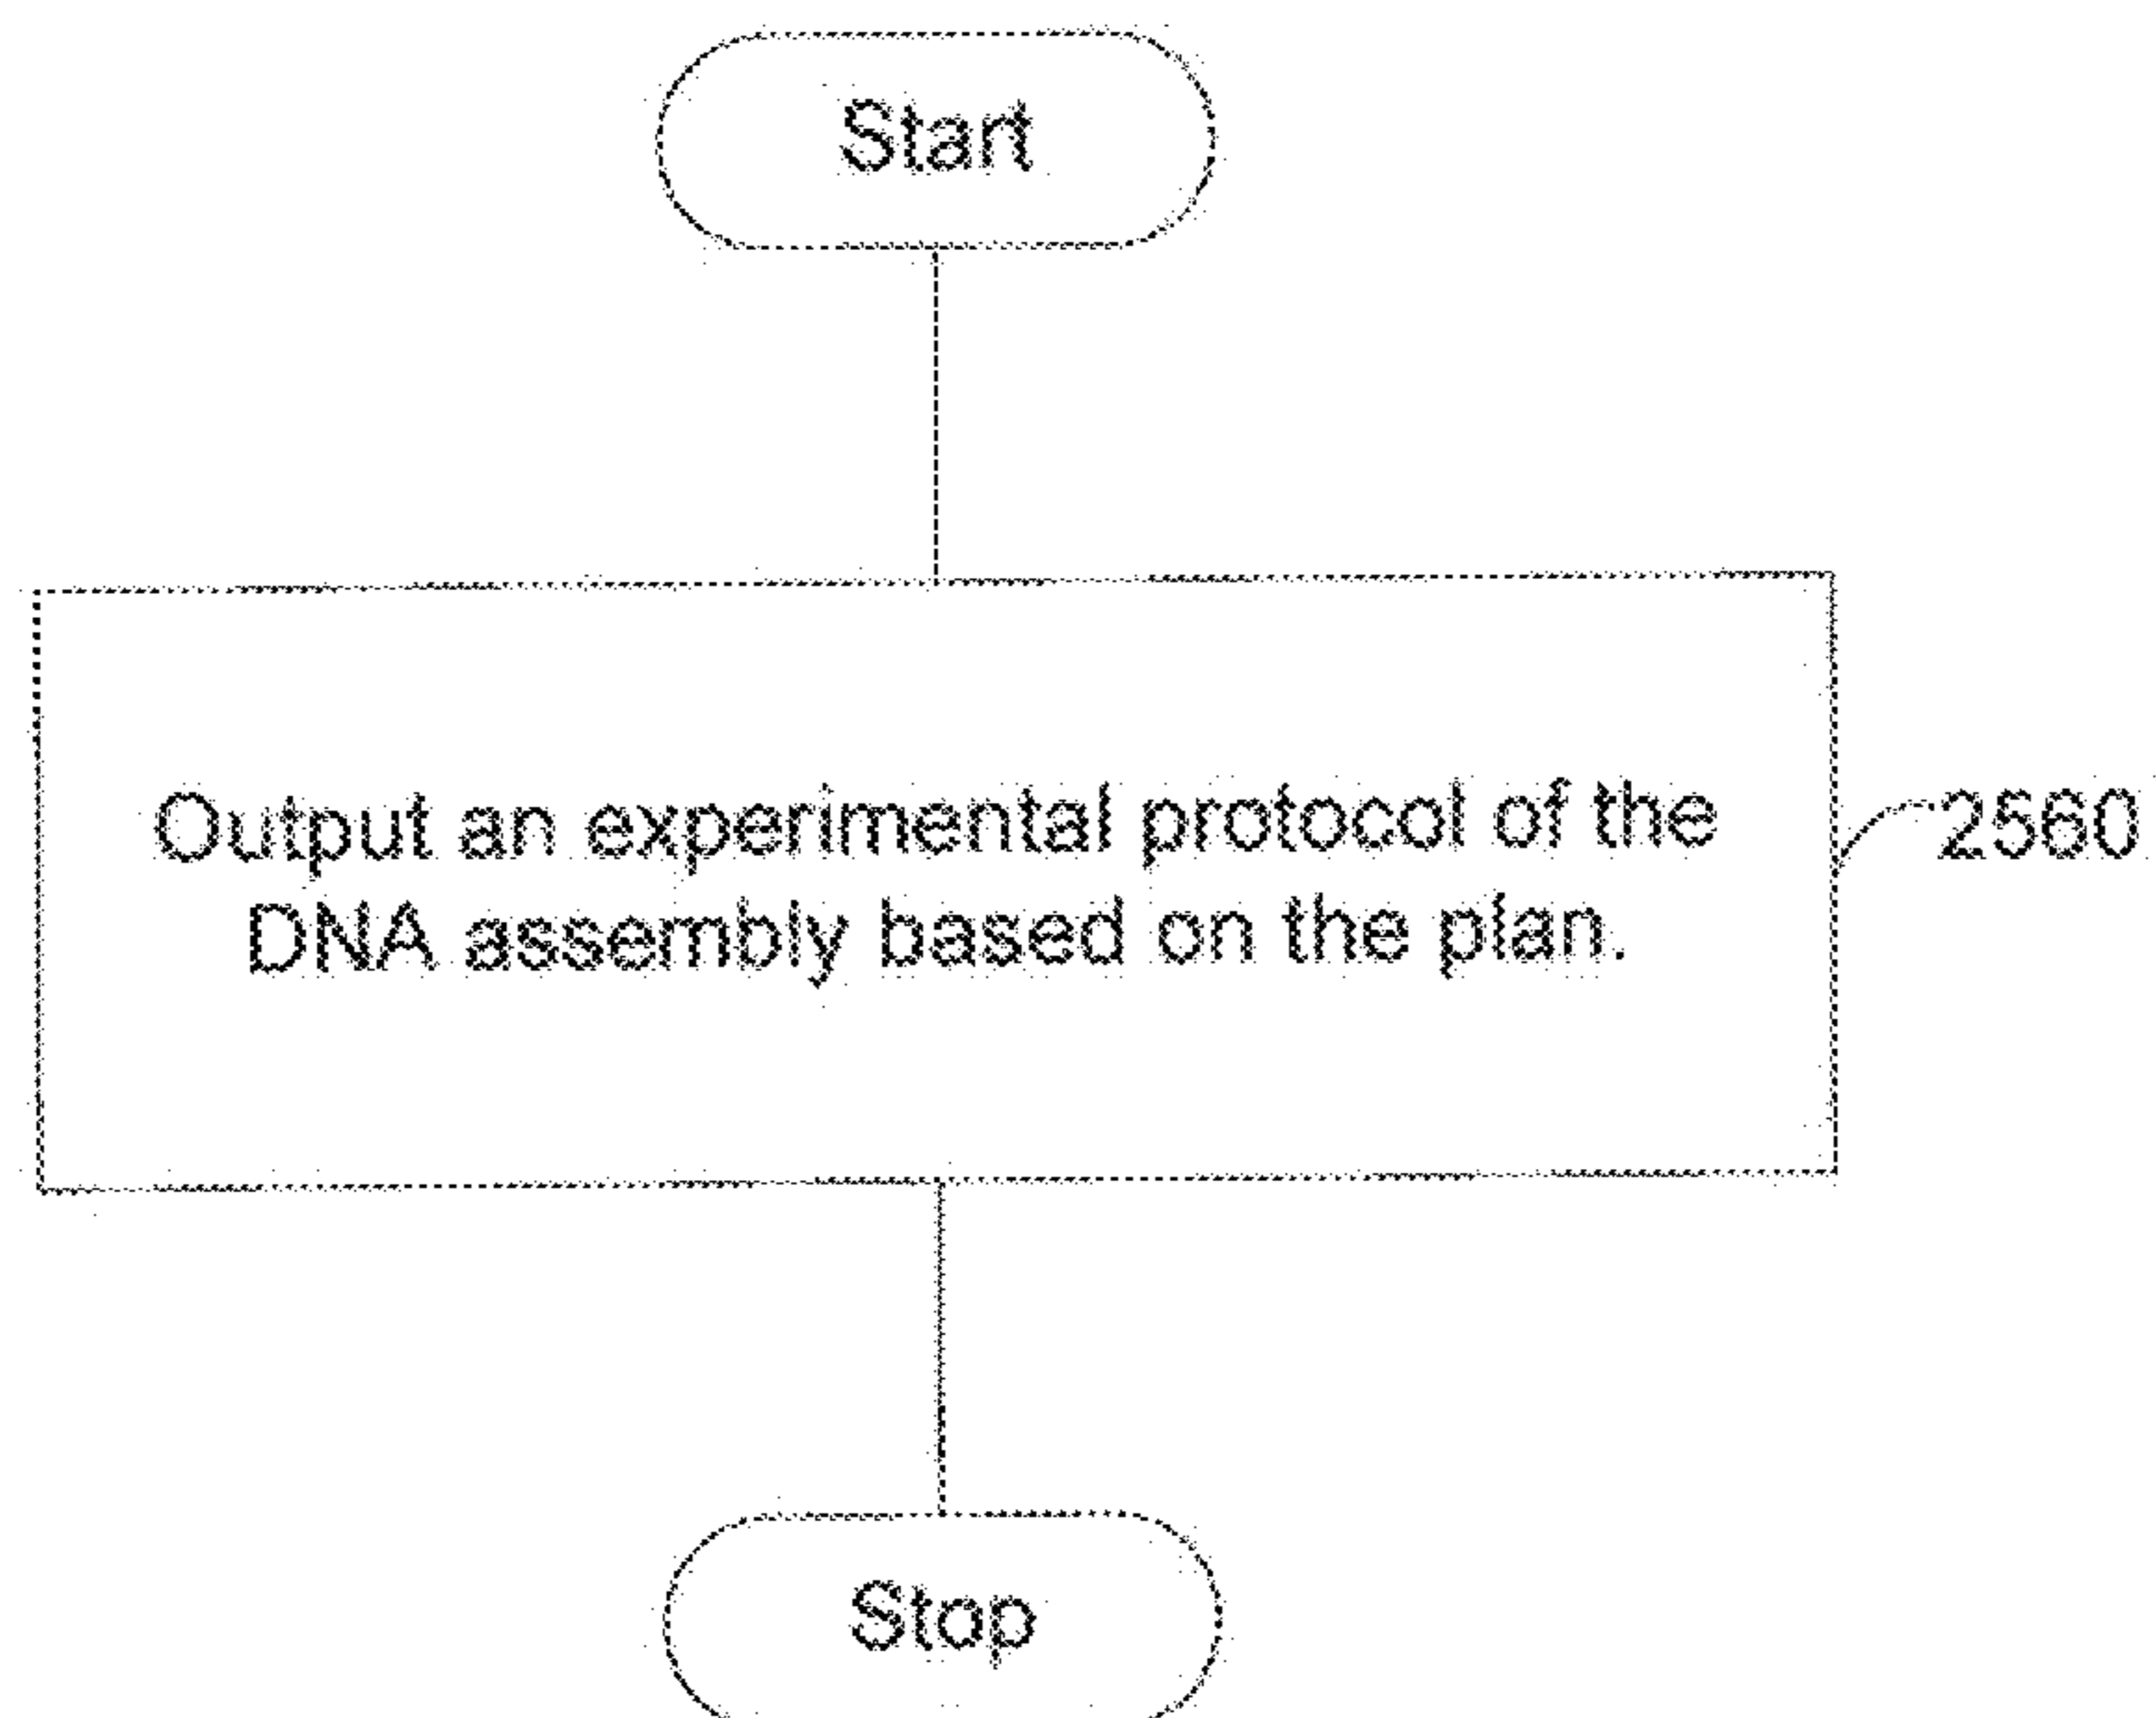 Start
Output an experimental protocol of the
DNA assembly based on the plan.
2560
Stop